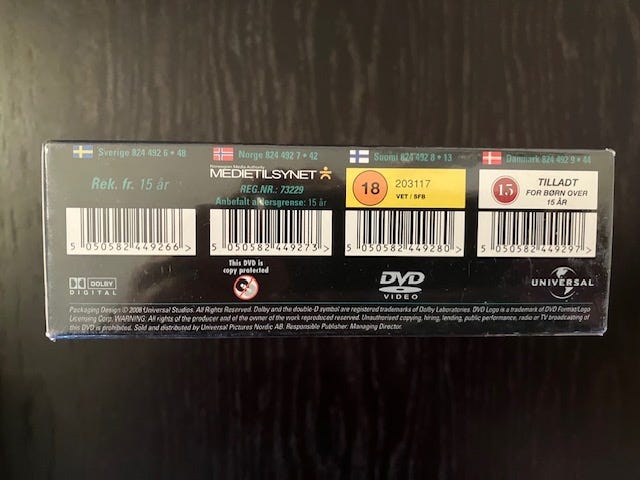 Sverige 824 492 6 • 48
Norge 824 492 7 • 42
Suomi 824 492 8 • 13
Danmark 824 492 9 • 44
Rek. fr. 15 år
Norwegian Media Authority
MEDIETILSYNET
REG.NR.: 73229
Anbefalt aldersgrense: 15 år
18
203117
VET / SFB
15
TILLADT
FOR BØRN OVER
15 ÅR
5 050582 449266 >
5 050582 449273 >
5 050582 449280 >
5 050582 449297 >
DOLBY
DIGITAL
This DVD is
copy protected
DVD
VIDEO
UNIVERSAL
Packaging Design © 2006 Universal Studios. All Rights Reserved. Dolby and the double-D symbol are registered trademarks of Dolby Laboratories. DVD Logo is a trademark of DVD Format/Logo
Licensing Corp. WARNING: All rights of the producer and of the owner of the work reproduced reserved. Unauthorised copying, hiring, lending, public performance, radio or TV broadcasting of
this DVD is prohibited. Sold and distributed by Universal Pictures Nordic AB. Responsible Publisher: Managing Director.